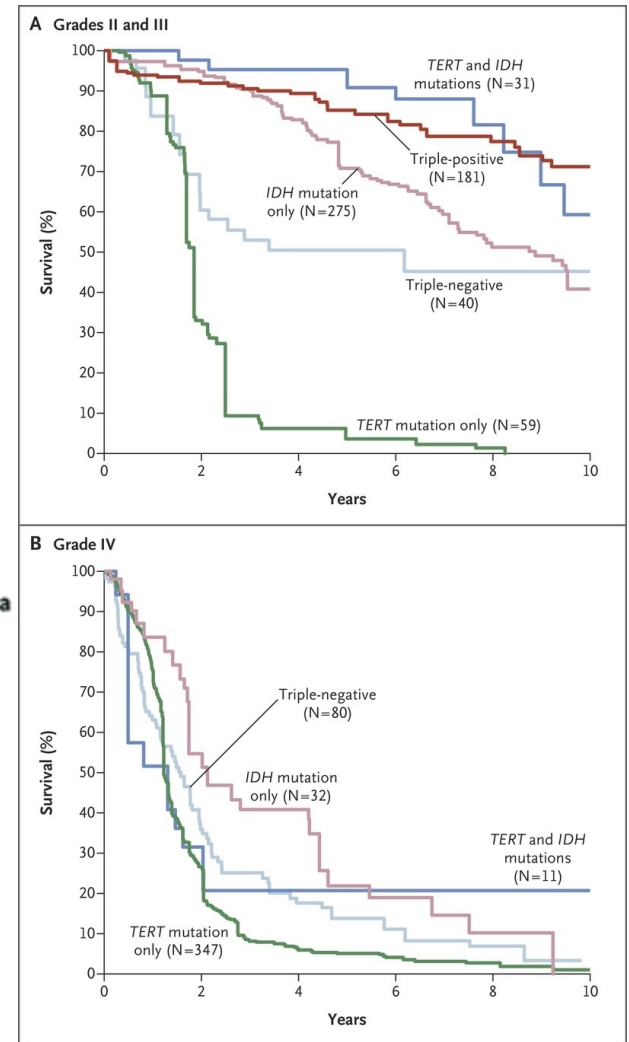 A Grades II and III
100
90
80
70
60
50
40
30
20
10
0
Survival (%)
TERT and IDH
mutations (N=31)
Triple-positive
(N=181)
IDH mutation
only (N=275)
Triple-negative
(N=40)
TERT mutation only (N=59)
0 2 4 6 8 10
Years
B Grade IV
a
100
90
80
70
60
50
40
30
20
10
0
Survival (%)
Triple-negative
(N=80)
IDH mutation
only (N=32)
TERT and IDH
mutations
(N=11)
TERT mutation
only (N=347)
0 2 4 6 8 10
Years